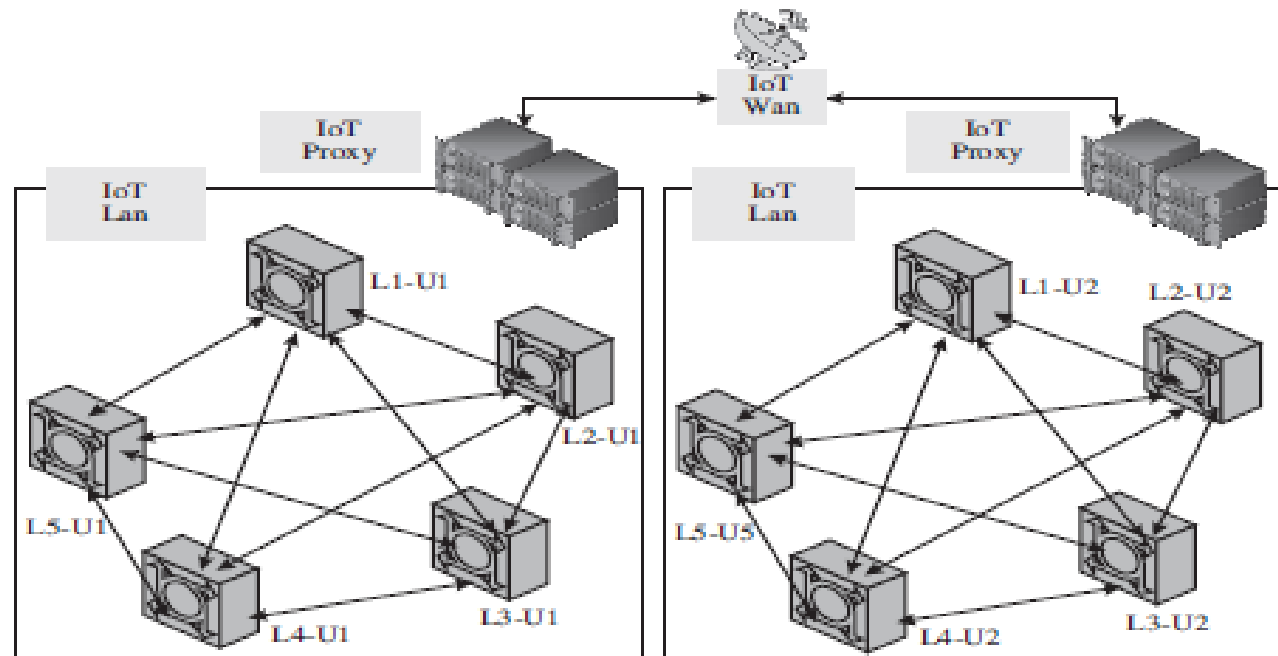 IoT
Wan
IoT
Proxy
IoT
Proxy
IoT
Lan
IoT
Lan
L1-U1
L2-U1
L5-U1
L3-U1
L4-U1
L1-U2
L2-U2
L5-U5
L3-U2
L4-U2